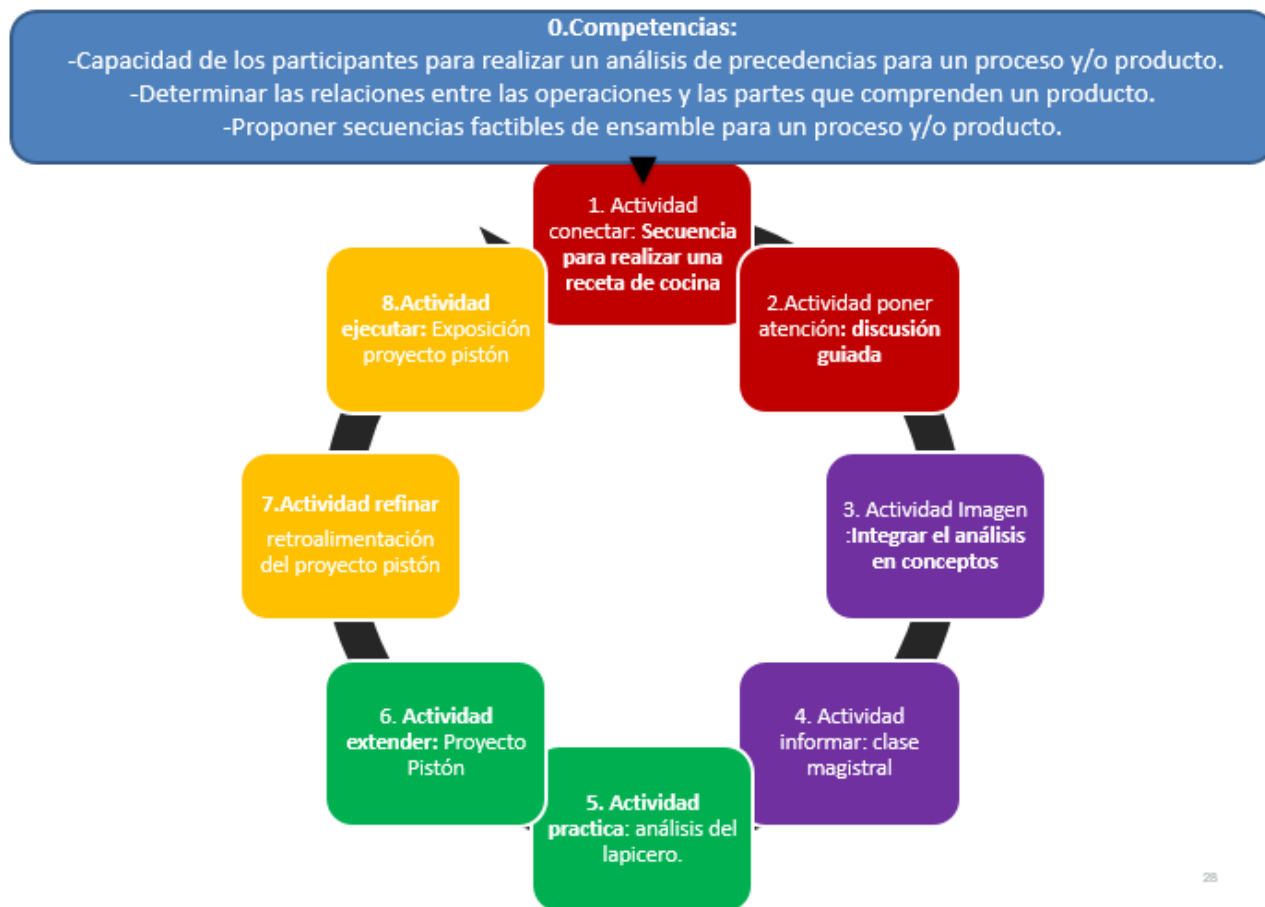 0.Competencias:
-Capacidad de los participantes para realizar un análisis de precedencias para un proceso y/o producto.
-Determinar las relaciones entre las operaciones y las partes que comprenden un producto.
-Proponer secuencias factibles de ensamble para un proceso y/o producto.
1. Actividad
conectar: Secuencia
para realizar una
receta de cocina
2.Actividad poner
atención: discusión
guiada
3. Actividad Imagen
:Integrar el análisis
en conceptos
4. Actividad
informar: clase
magistral
5. Actividad
practica: análisis del
lapicero.
6. Actividad
extender: Proyecto
Pistón
7.Actividad refinar
retroalimentación
del proyecto pistón
8.Actividad
ejecutar: Exposición
proyecto pistón
28